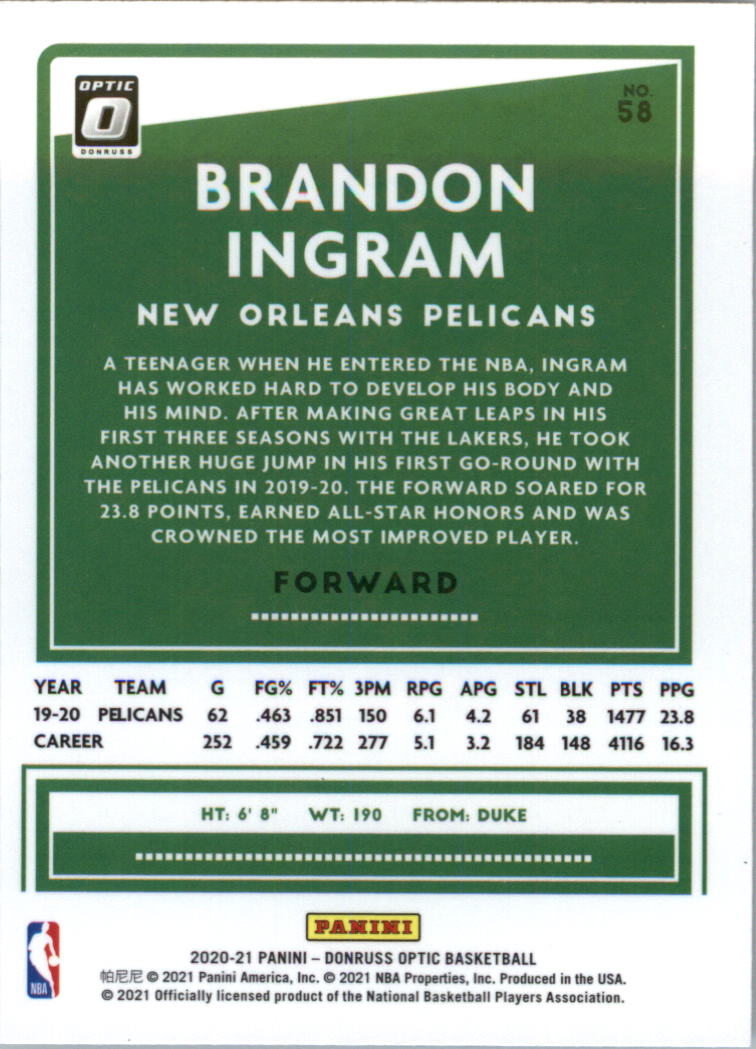 OPTIC
O
DONRUSS
NO.
58
BRANDON
INGRAM
NEW ORLEANS PELICANS
A TEENAGER WHEN HE ENTERED THE NBA, INGRAM
HAS WORKED HARD TO DEVELOP HIS BODY AND
HIS MIND. AFTER MAKING GREAT LEAPS IN HIS
FIRST THREE SEASONS WITH THE LAKERS, HE TOOK
ANOTHER HUGE JUMP IN HIS FIRST GO-ROUND WITH
THE PELICANS IN 2019-20. THE FORWARD SOARED FOR
23.8 POINTS, EARNED ALL-STAR HONORS AND WAS
CROWNED THE MOST IMPROVED PLAYER.
FORWARD
YEAR TEAM G FG% FT% 3PM RPG APG STL BLK PTS PPG
19-20 PELICANS 62 .463 .851 150 6.1 4.2 61 38 1477 23.8
CAREER 252 .459 .722 277 5.1 3.2 184 148 4116 16.3
HT: 6' 8" WT: 190 FROM: DUKE
PANINI
2020-21 PANINI – DONRUSS OPTIC BASKETBALL
帕尼尼 © 2021 Panini America, Inc. © 2021 NBA Properties, Inc. Produced in the USA.
© 2021 Officially licensed product of the National Basketball Players Association.
NBA